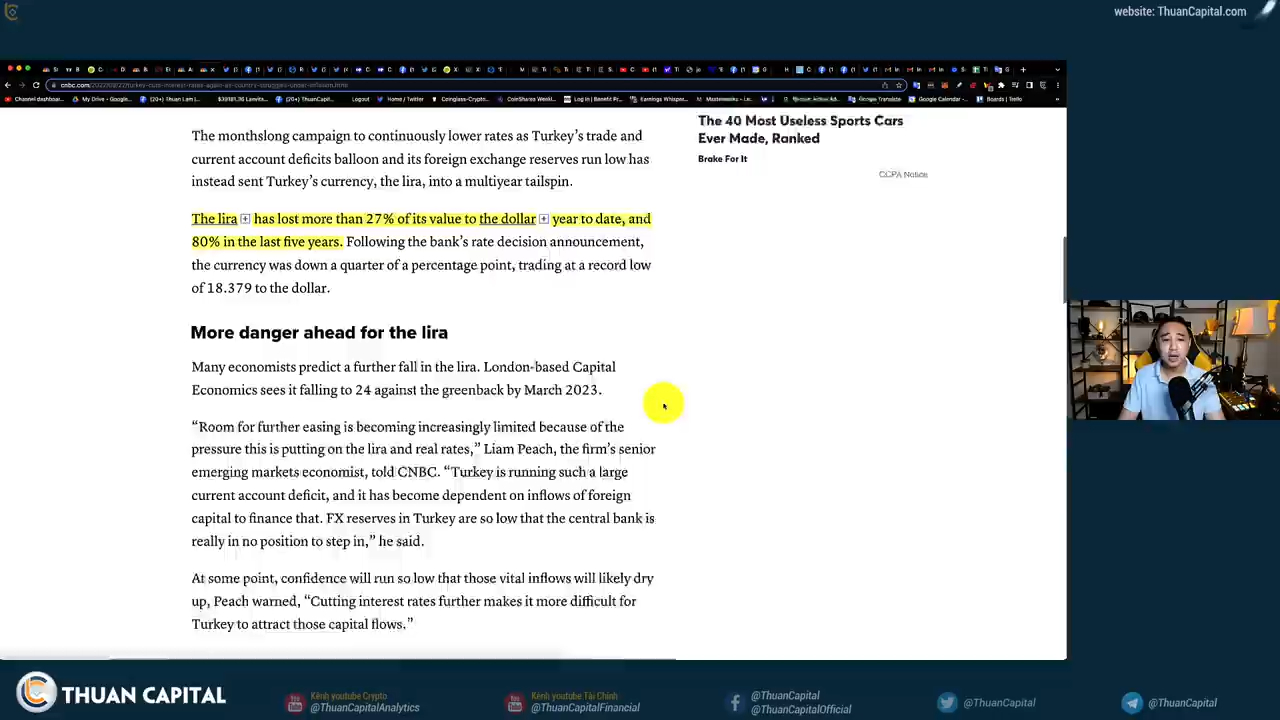 website: ThuanCapital.com
The 40 Most Useless Sports Cars
Ever Made, Ranked
Brake For It
CCPA Notice
The monthslong campaign to continuously lower rates as Turkey's trade and
current account deficits balloon and its foreign exchange reserves run low has
instead sent Turkey's currency, the lira, into a multiyear tailspin.
The lira has lost more than 27% of its value to the dollar year to date, and
80% in the last five years. Following the bank's rate decision announcement,
the currency was down a quarter of a percentage point, trading at a record low
of 18.379 to the dollar.
More danger ahead for the lira
Many economists predict a further fall in the lira. London-based Capital
Economics sees it falling to 24 against the greenback by March 2023.
“Room for further easing is becoming increasingly limited because of the
pressure this is putting on the lira and real rates,” Liam Peach, the firm's senior
emerging markets economist, told CNBC. “Turkey is running such a large
current account deficit, and it has become dependent on inflows of foreign
capital to finance that. FX reserves in Turkey are so low that the central bank is
really in no position to step in,” he said.
At some point, confidence will run so low that those vital inflows will likely dry
up, Peach warned, “Cutting interest rates further makes it more difficult for
Turkey to attract those capital flows.”
THUAN CAPITAL
Kênh youtube Crypto
@ThuanCapitalAnalytics
Kênh youtube Tài Chính
@ThuanCapitalFinancial
@ThuanCapital
@ThuanCapitalOfficial
@ThuanCapital
@ThuanCapital